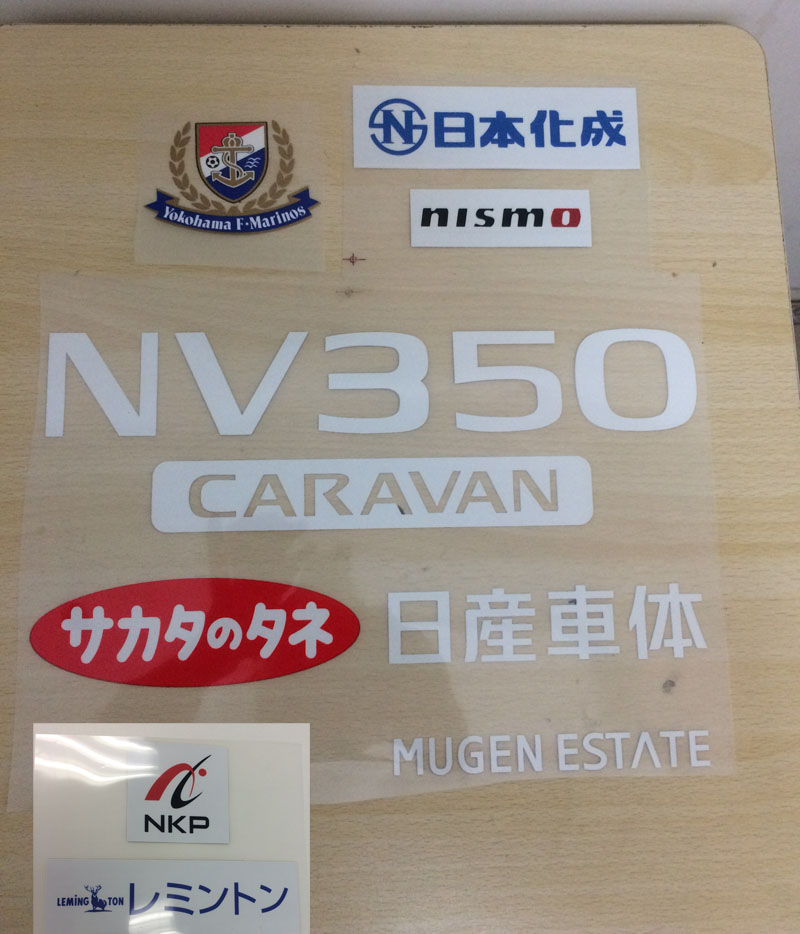 Yokohama F·Marinos
日本化成
nismo
NV350
CARAVAN
サカタのタネ
日産車体
MUGEN ESTATE
NKP
LEMiNG TON レミントン